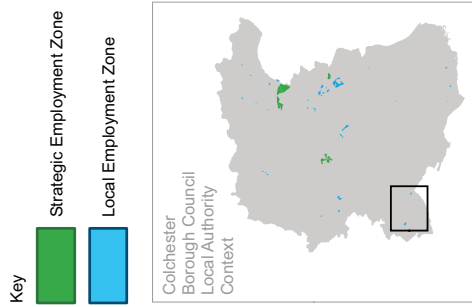 Key
Strategic Employment Zone
Local Employment Zone
Colchester
Borough Council
Local Authority
Context